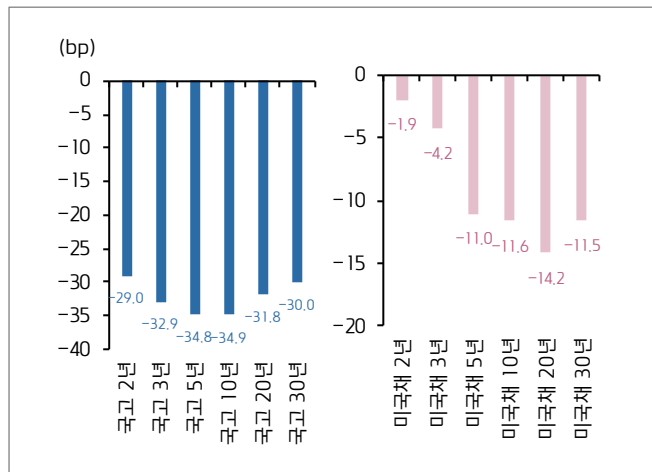 (bp)
0
−5
−10
−15
−20
−25
−30
−35
−40
−29.0
−32.9
−34.8
−34.9
−31.8
−30.0
국고 2년
국고 3년
국고 5년
국고 10년
국고 20년
국고 30년
0
−5
−10
−15
−20
−1.9
−4.2
−11.0
−11.6
−14.2
−11.5
미국채 2년
미국채 3년
미국채 5년
미국채 10년
미국채 20년
미국채 30년